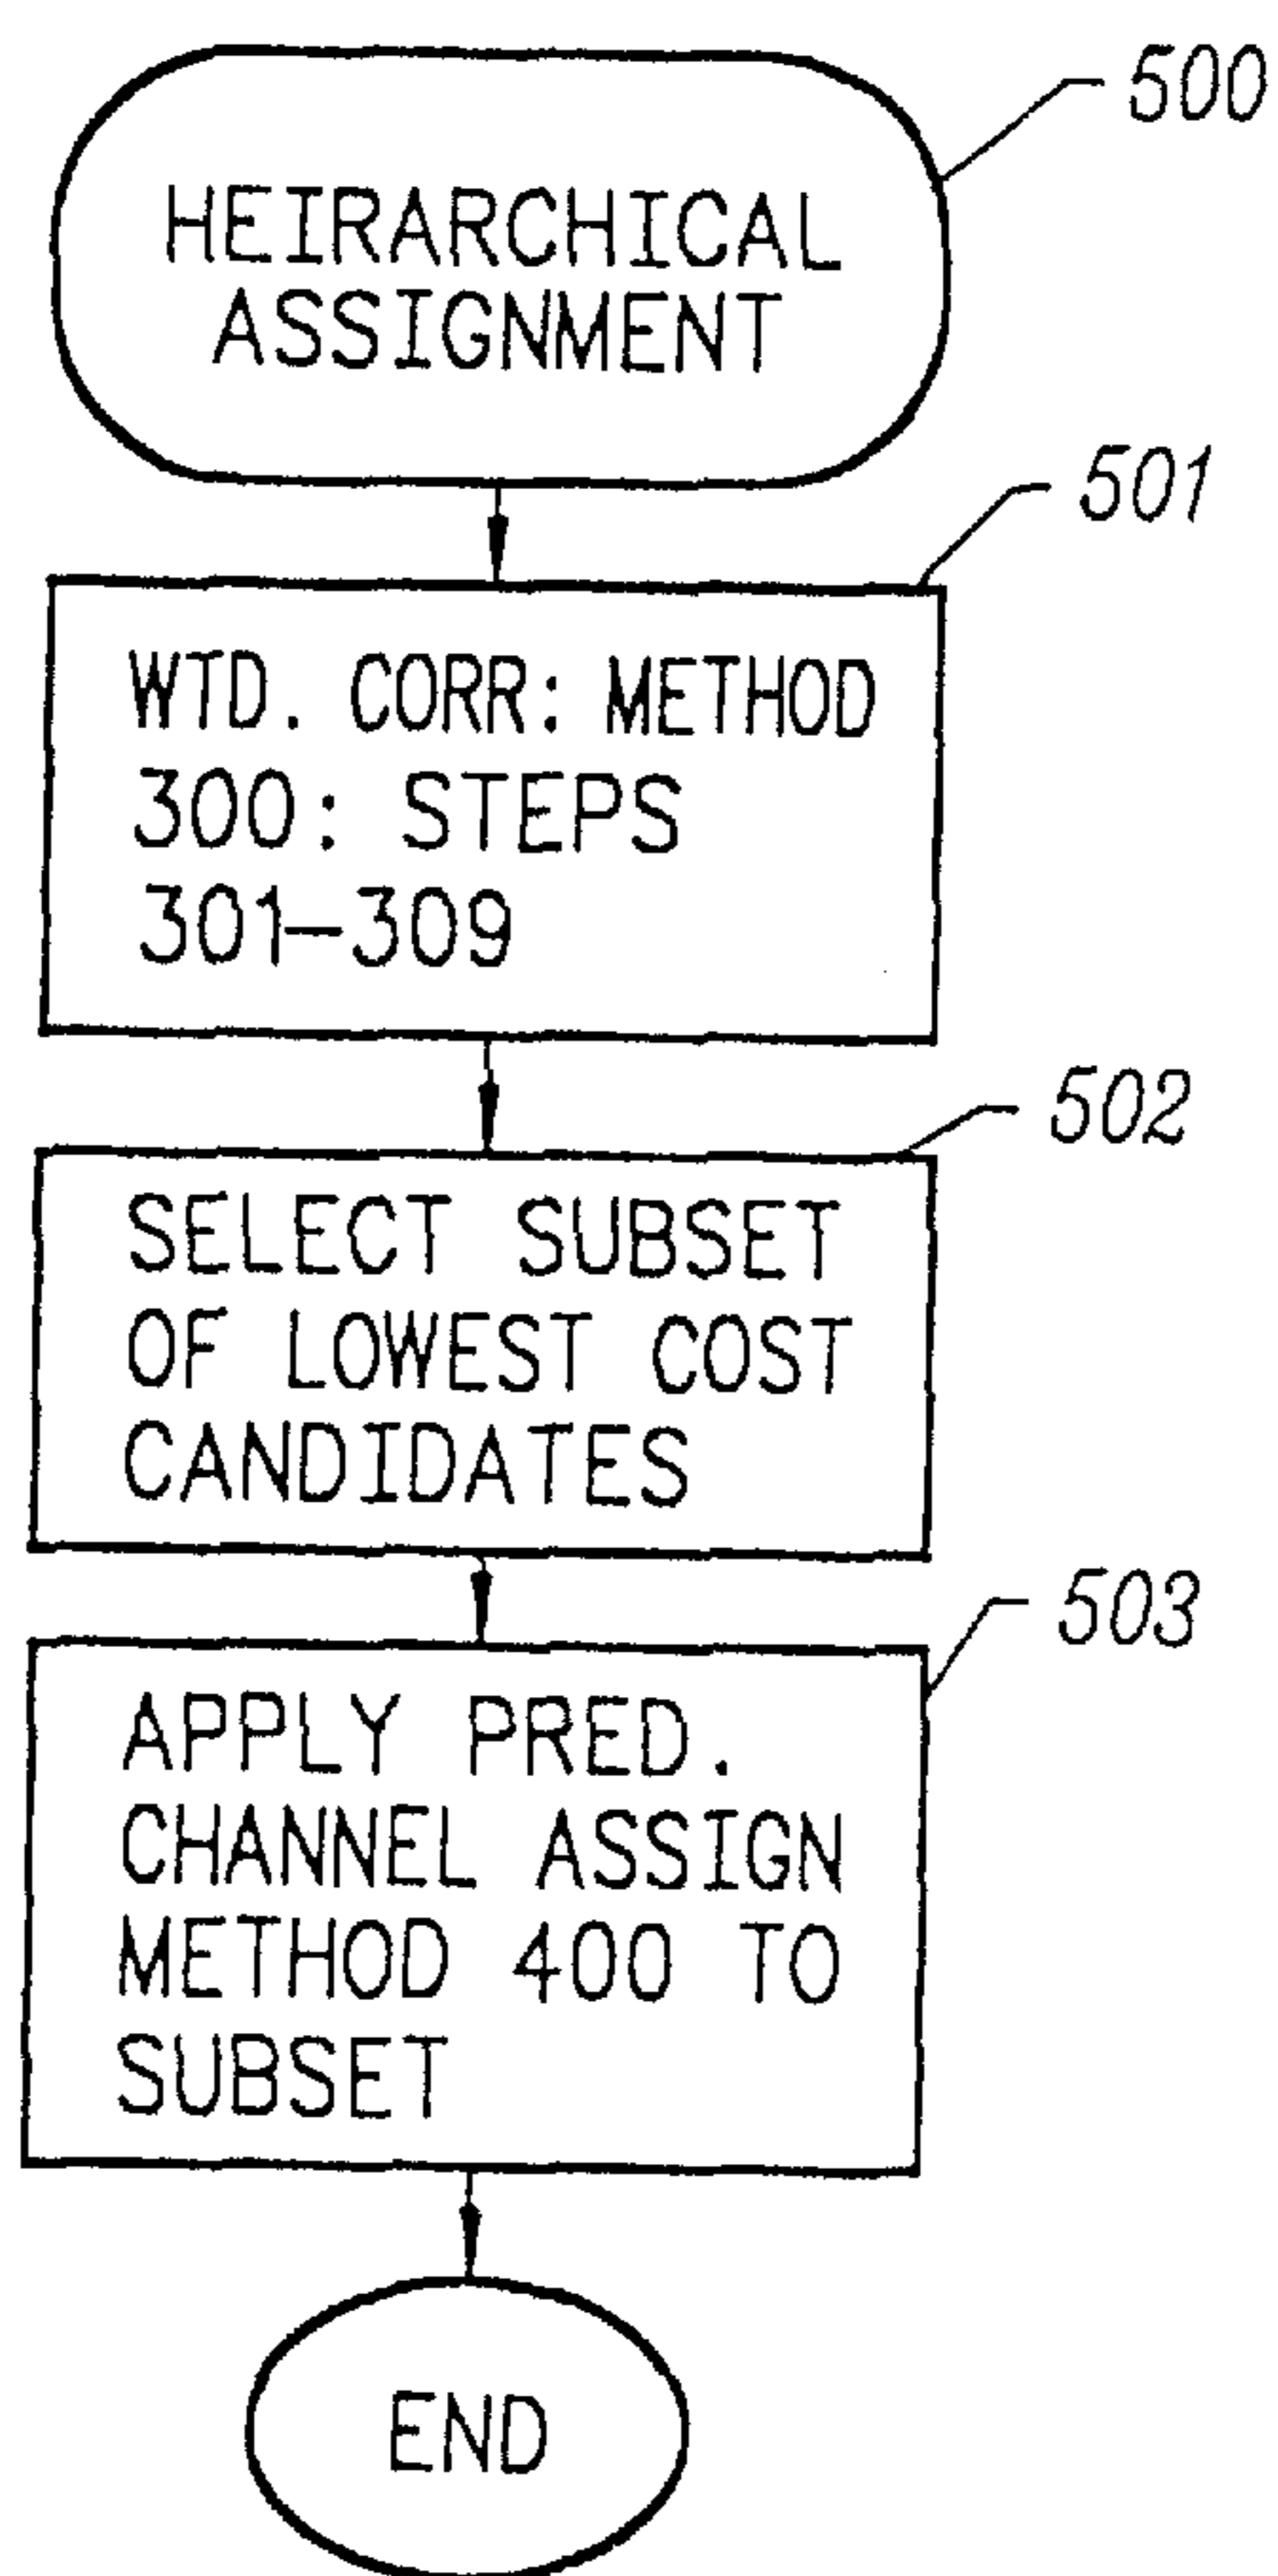 500
HEIRARCHICAL
ASSIGNMENT
501
WTD. CORR: METHOD
300: STEPS
301-309
502
SELECT SUBSET
OF LOWEST COST
CANDIDATES
503
APPLY PRED.
CHANNEL ASSIGN
METHOD 400 TO
SUBSET
END